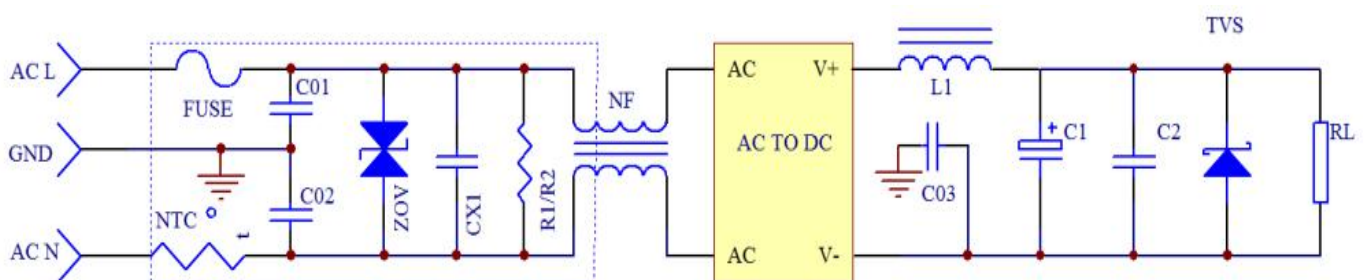 TVS
AC L
FUSE
C01
NF
AC
V+
L1
GND
ZOV
CX1
R1/R2
AC TO DC
C03
+
C1
C2
RL
NTC
t
C02
AC N
AC
V-